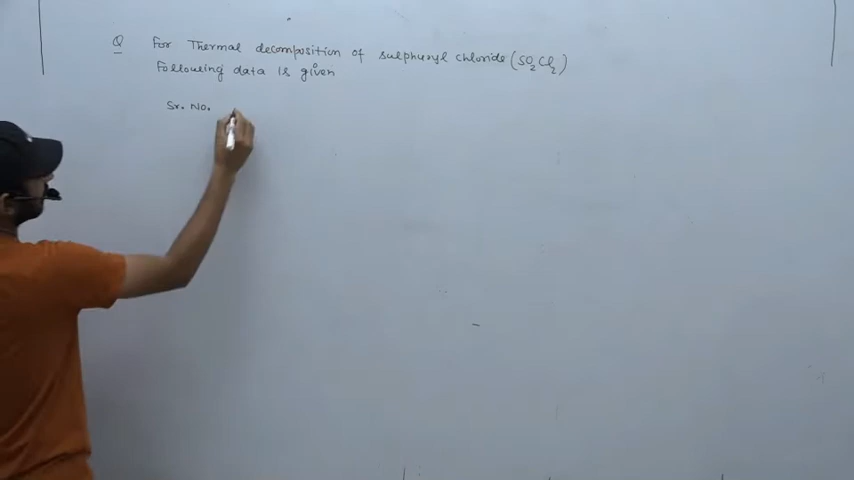 Q For Thermal decomposition of sulphuryl chloride (SO2Cl2)
Following data is given
Sr. No.